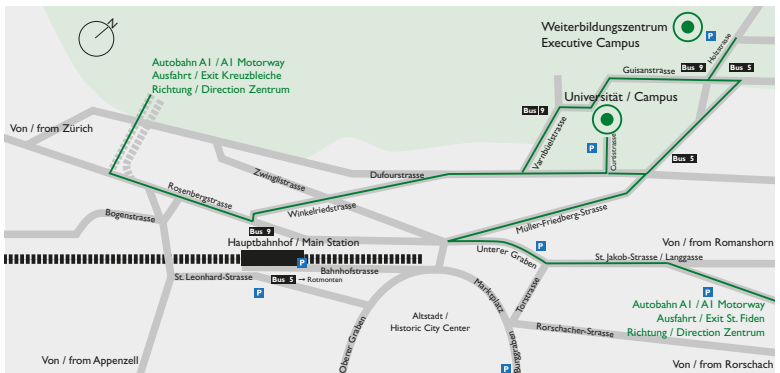 N
Weiterbildungszentrum
Executive Campus
P
Holzstrasse
Autobahn A1 / A1 Motorway
Ausfahrt / Exit Kreuzbleiche
Richtung / Direction Zentrum
Guisanstrasse
Bus 9
Bus 5
Universität / Campus
Bus 9
Von / from Zürich
Varnbüelstrasse
P
Curtistrasse
Bus 5
Zwinglistrasse
Dufourstrasse
Rosenbergstrasse
Winkelriedstrasse
Bogenstrasse
Müller-Friedberg-Strasse
Bus 9
Hauptbahnhof / Main Station
P
Unterer Graben
P
Von / from Romanshorn
St. Jakob-Strasse / Langgasse
St. Leonhard-Strasse
Bus 5 → Rotmonten
Bahnhofstrasse
P
Marktplatz
Torstrasse
P
Autobahn A1 / A1 Motorway
Ausfahrt / Exit St. Fiden
Richtung / Direction Zentrum
Altstadt /
Historic City Center
Oberer Graben
Rorschacher-Strasse
Von / from Appenzell
P
Von / from Rorschach